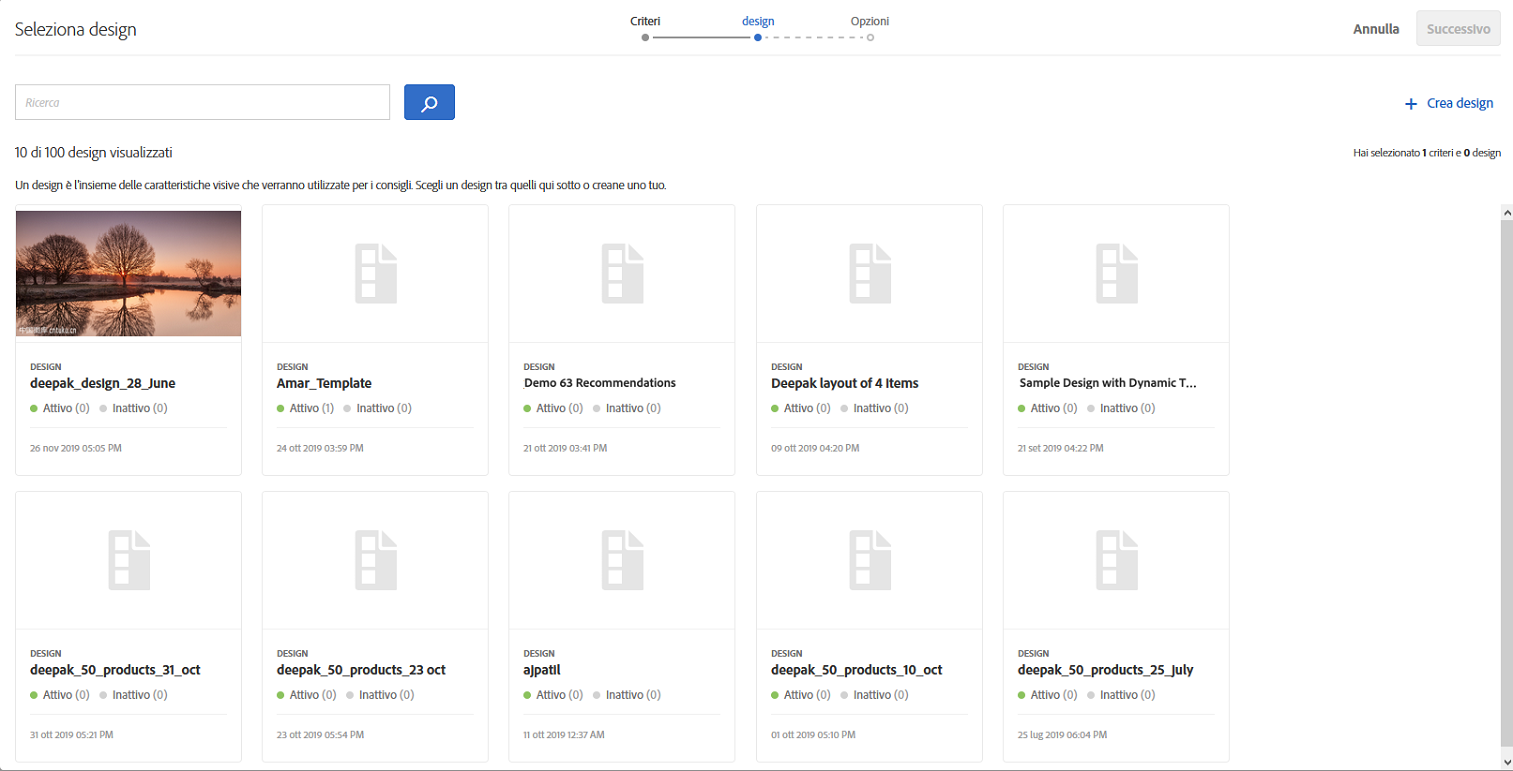 Seleziona design
Criteri
design
Opzioni
Annulla
Successivo
Ricerca
+ Crea design
10 di 100 design visualizzati
Hai selezionato 1 criteri e 0 design
Un design è l'insieme delle caratteristiche visive che verranno utilizzate per i consigli. Scegli un design tra quelli qui sotto o creane uno tuo.
DESIGN
deepak_design_28_June
Attivo (0) Inattivo (0)
26 nov 2019 05:05 PM
DESIGN
Amar_Template
Attivo (1) Inattivo (0)
24 ott 2019 03:59 PM
DESIGN
Demo 63 Recommendations
Attivo (0) Inattivo (0)
21 ott 2019 03:41 PM
DESIGN
Deepak layout of 4 Items
Attivo (0) Inattivo (0)
09 ott 2019 04:20 PM
DESIGN
Sample Design with Dynamic T...
Attivo (0) Inattivo (0)
21 set 2019 04:22 PM
DESIGN
deepak_50_products_31_oct
Attivo (0) Inattivo (0)
31 ott 2019 05:21 PM
DESIGN
deepak_50_products_23 oct
Attivo (0) Inattivo (0)
23 ott 2019 05:54 PM
DESIGN
ajpatil
Attivo (0) Inattivo (0)
11 ott 2019 12:37 AM
DESIGN
deepak_50_products_10_oct
Attivo (0) Inattivo (0)
01 ott 2019 05:10 PM
DESIGN
deepak_50_products_25_July
Attivo (0) Inattivo (0)
25 lug 2019 06:04 PM